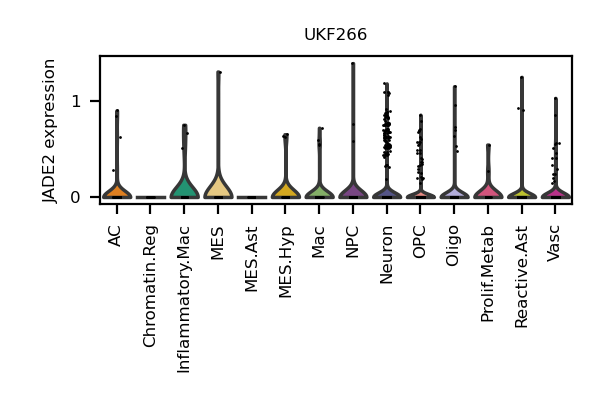 UKF266
JADE2 expression
1
0
AC
Chromatin.Reg
Inflammatory.Mac
MES
MES.Ast
MES.Hyp
Mac
NPC
Neuron
OPC
Oligo
Prolif.Metab
Reactive.Ast
Vasc